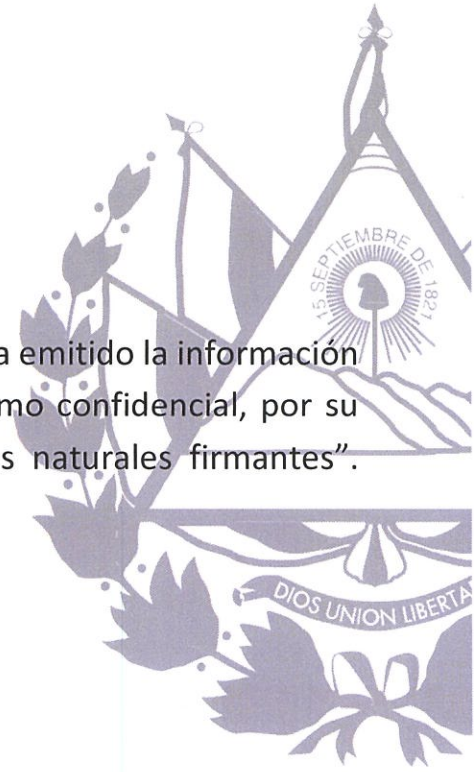 15 SEPTIEMBRE DE 1821
a emitido la información
mo confidencial, por su
s naturales firmantes”.
DIOS UNION LIBERTA